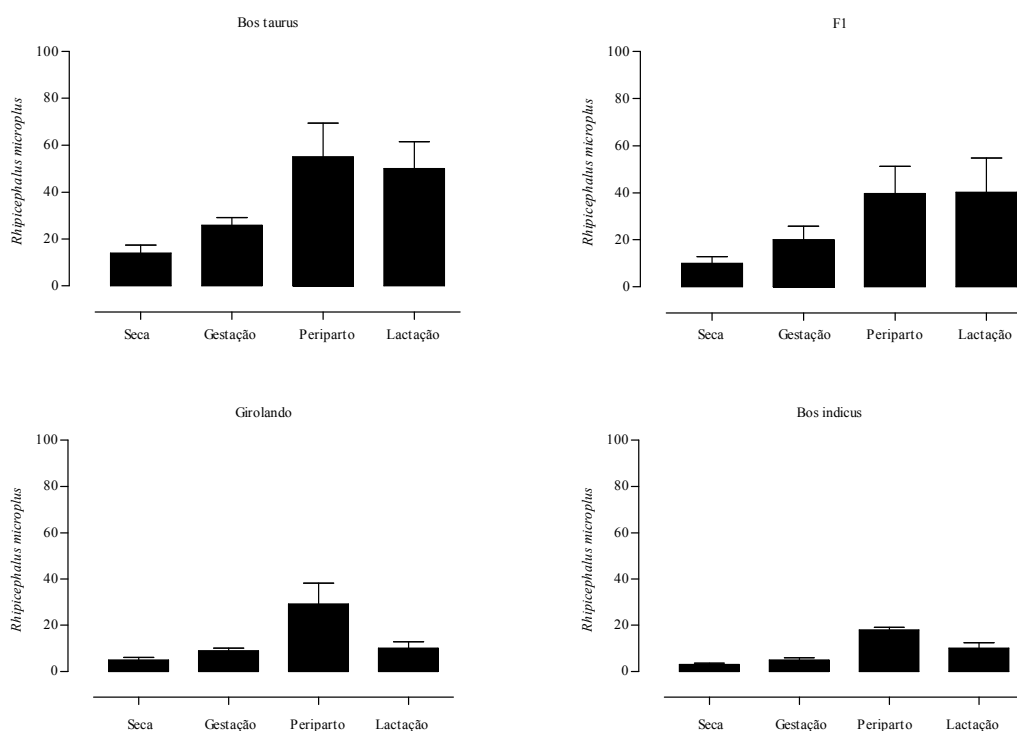 Bos taurus
100
80
60
40
20
0
Rhipicephalus microplus
Seca Gestação Periparto Lactação
F1
100
80
60
40
20
0
Rhipicephalus microplus
Seca Gestação Periparto Lactação
Girolando
100
80
60
40
20
0
Rhipicephalus microplus
Seca Gestação Periparto Lactação
Bos indicus
100
80
60
40
20
0
Rhipicephalus microplus
Seca Gestação Periparto Lactação